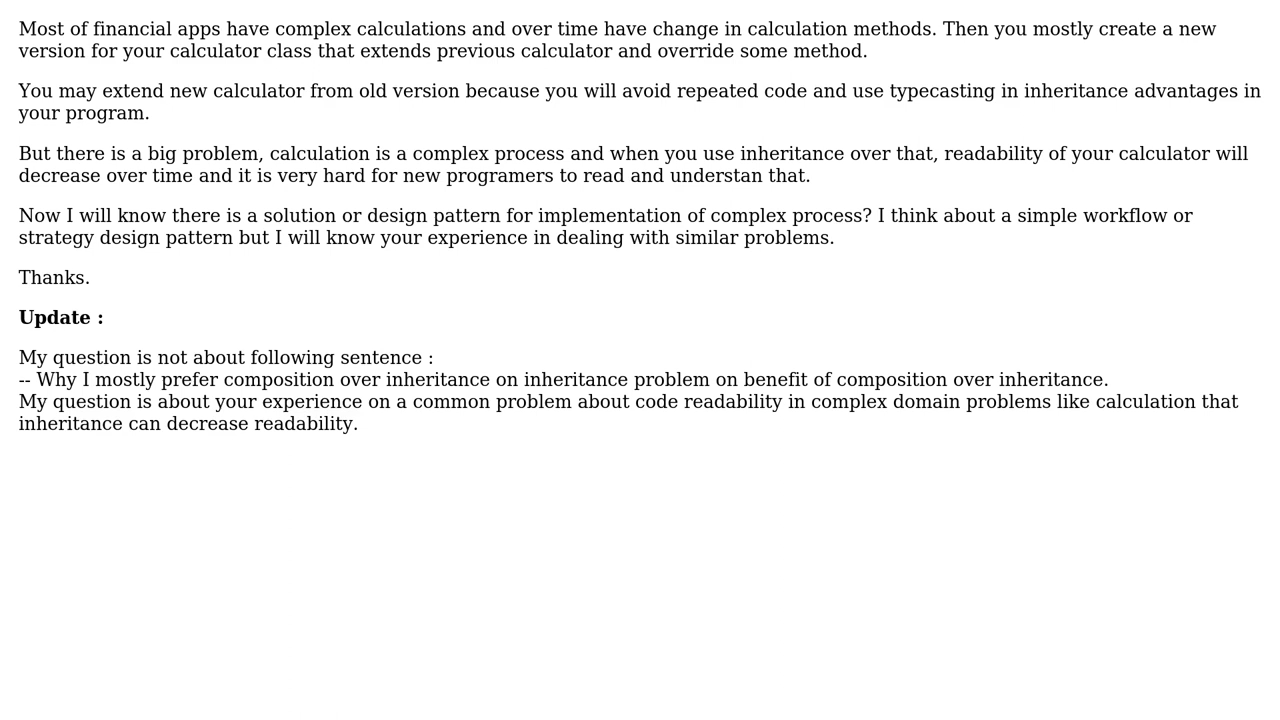 Most of financial apps have complex calculations and over time have change in calculation methods. Then you mostly create a new
version for your calculator class that extends previous calculator and override some method.
You may extend new calculator from old version because you will avoid repeated code and use typecasting in inheritance advantages in
your program.
But there is a big problem, calculation is a complex process and when you use inheritance over that, readability of your calculator will
decrease over time and it is very hard for new programers to read and understan that.
Now I will know there is a solution or design pattern for implementation of complex process? I think about a simple workflow or
strategy design pattern but I will know your experience in dealing with similar problems.
Thanks.
Update :
My question is not about following sentence :
-- Why I mostly prefer composition over inheritance on inheritance problem on benefit of composition over inheritance.
My question is about your experience on a common problem about code readability in complex domain problems like calculation that
inheritance can decrease readability.